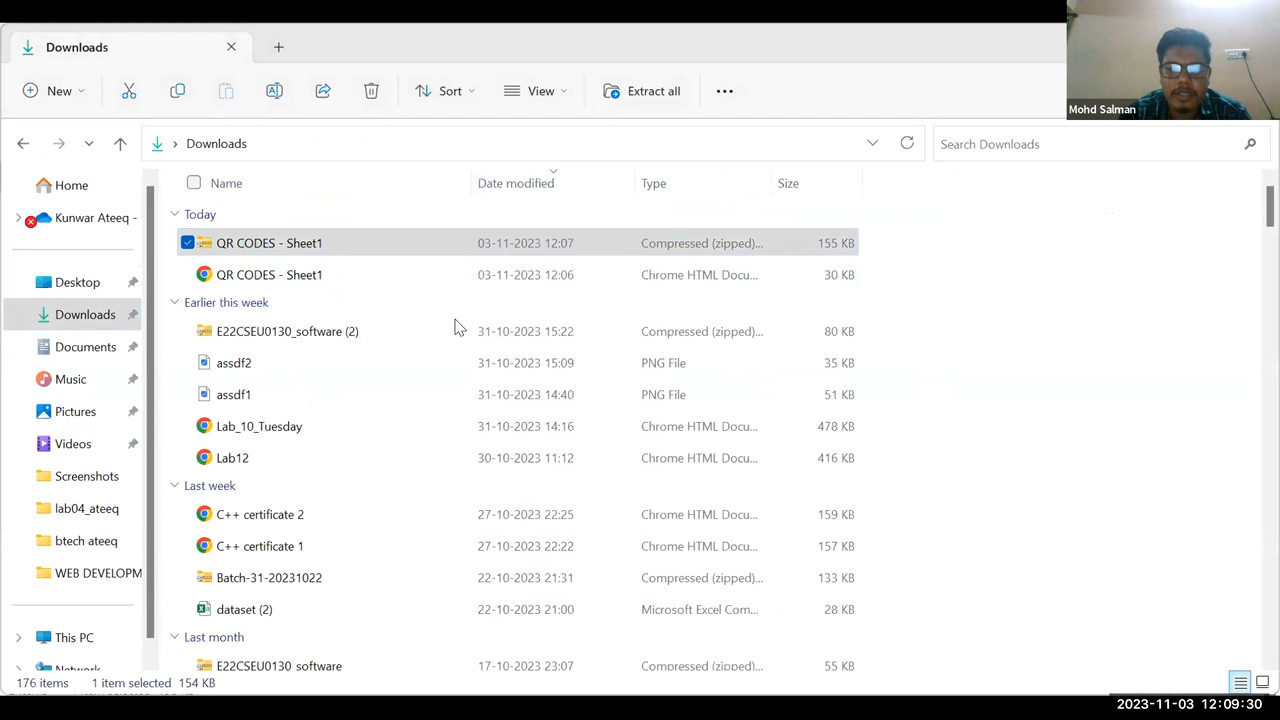 Downloads
New
Sort
View
Extract all
Mohd Salman
Downloads
Search Downloads
Home
Kunwar Ateeq -
Desktop
Downloads
Documents
Music
Pictures
Videos
Screenshots
lab04_ateeq
btech ateeq
WEB DEVELOPM
This PC
Network
Name Date modified Type Size
Today
QR CODES - Sheet1 03-11-2023 12:07 Compressed (zipped)... 155 KB
QR CODES - Sheet1 03-11-2023 12:06 Chrome HTML Docu... 30 KB
Earlier this week
E22CSEU0130_software (2) 31-10-2023 15:22 Compressed (zipped)... 80 KB
assdf2 31-10-2023 15:09 PNG File 35 KB
assdf1 31-10-2023 14:40 PNG File 51 KB
Lab_10_Tuesday 31-10-2023 14:16 Chrome HTML Docu... 478 KB
Lab12 30-10-2023 11:12 Chrome HTML Docu... 416 KB
Last week
C++ certificate 2 27-10-2023 22:25 Chrome HTML Docu... 159 KB
C++ certificate 1 27-10-2023 22:22 Chrome HTML Docu... 157 KB
Batch-31-20231022 22-10-2023 21:31 Compressed (zipped)... 133 KB
dataset (2) 22-10-2023 21:00 Microsoft Excel Com... 28 KB
Last month
E22CSEU0130_software 17-10-2023 23:07 Compressed (zipped)... 55 KB
176 items 1 item selected 154 KB
2023-11-03 12:09:30